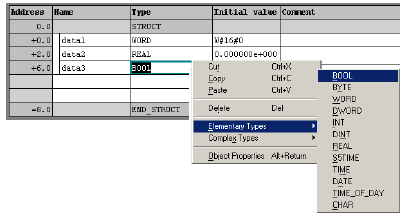 Address Name Type Initial value Comment
0.0 STRUCT
+0.0 data1 WORD W#16#0
+2.0 data2 REAL 0.000000e+000
+6.0 data3 BOOL
=8.0 END_STRUCT
Cut Ctrl+X
Copy Ctrl+C
Paste Ctrl+V
Delete Del
Elementary Types
Complex Types
Object Properties Alt+Return
BOOL
BYTE
WORD
DWORD
INT
DINT
REAL
S5TIME
TIME
DATE
TIME_OF_DAY
CHAR